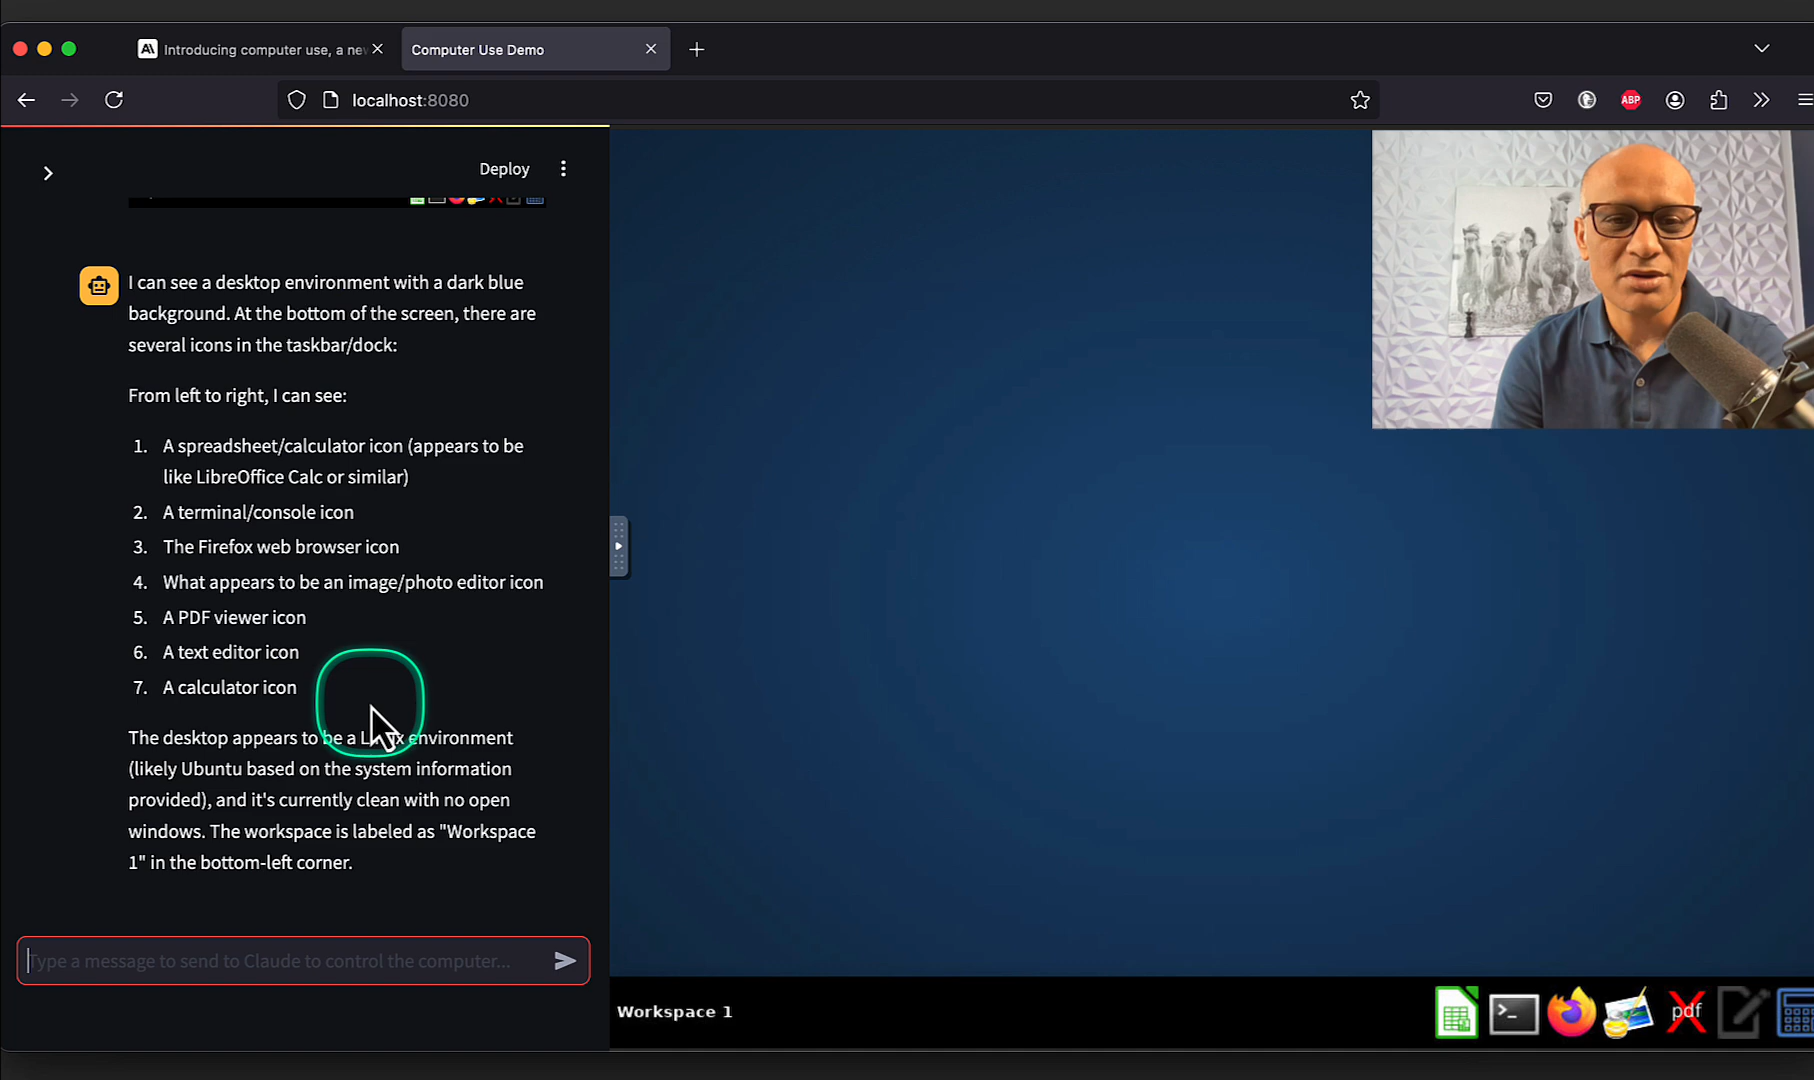 Introducing computer use, a new
Computer Use Demo
localhost:8080
ABP
Deploy
I can see a desktop environment with a dark blue
background. At the bottom of the screen, there are
several icons in the taskbar/dock:
From left to right, I can see:
1. A spreadsheet/calculator icon (appears to be
like LibreOffice Calc or similar)
2. A terminal/console icon
3. The Firefox web browser icon
4. What appears to be an image/photo editor icon
5. A PDF viewer icon
6. A text editor icon
7. A calculator icon
The desktop appears to be a Linux environment
(likely Ubuntu based on the system information
provided), and it's currently clean with no open
windows. The workspace is labeled as "Workspace
1" in the bottom-left corner.
Type a message to send to Claude to control the computer...
Workspace 1
pdf